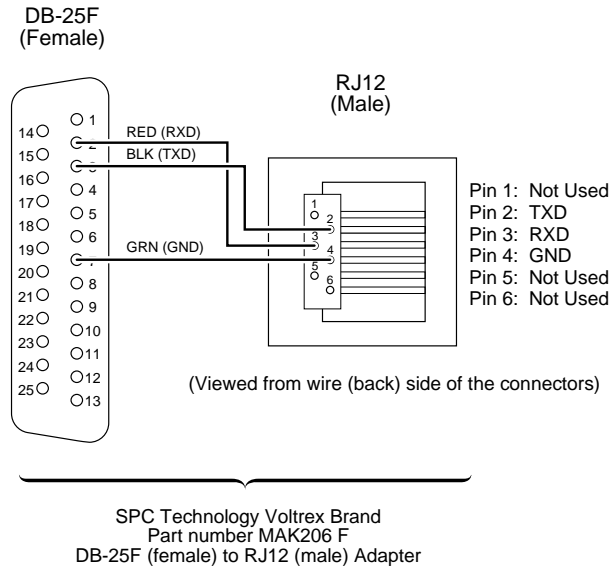 DB-25F
(Female)
RJ12
(Male)
1
14
2
RED (RXD)
15
3
BLK (TXD)
16
4
17
5
18
6
19
7
GRN (GND)
20
8
21
9
22
10
23
11
24
12
25
13
1
2
3
4
5
6
Pin 1: Not Used
Pin 2: TXD
Pin 3: RXD
Pin 4: GND
Pin 5: Not Used
Pin 6: Not Used
(Viewed from wire (back) side of the connectors)
SPC Technology Voltrex Brand
Part number MAK206 F
DB-25F (female) to RJ12 (male) Adapter